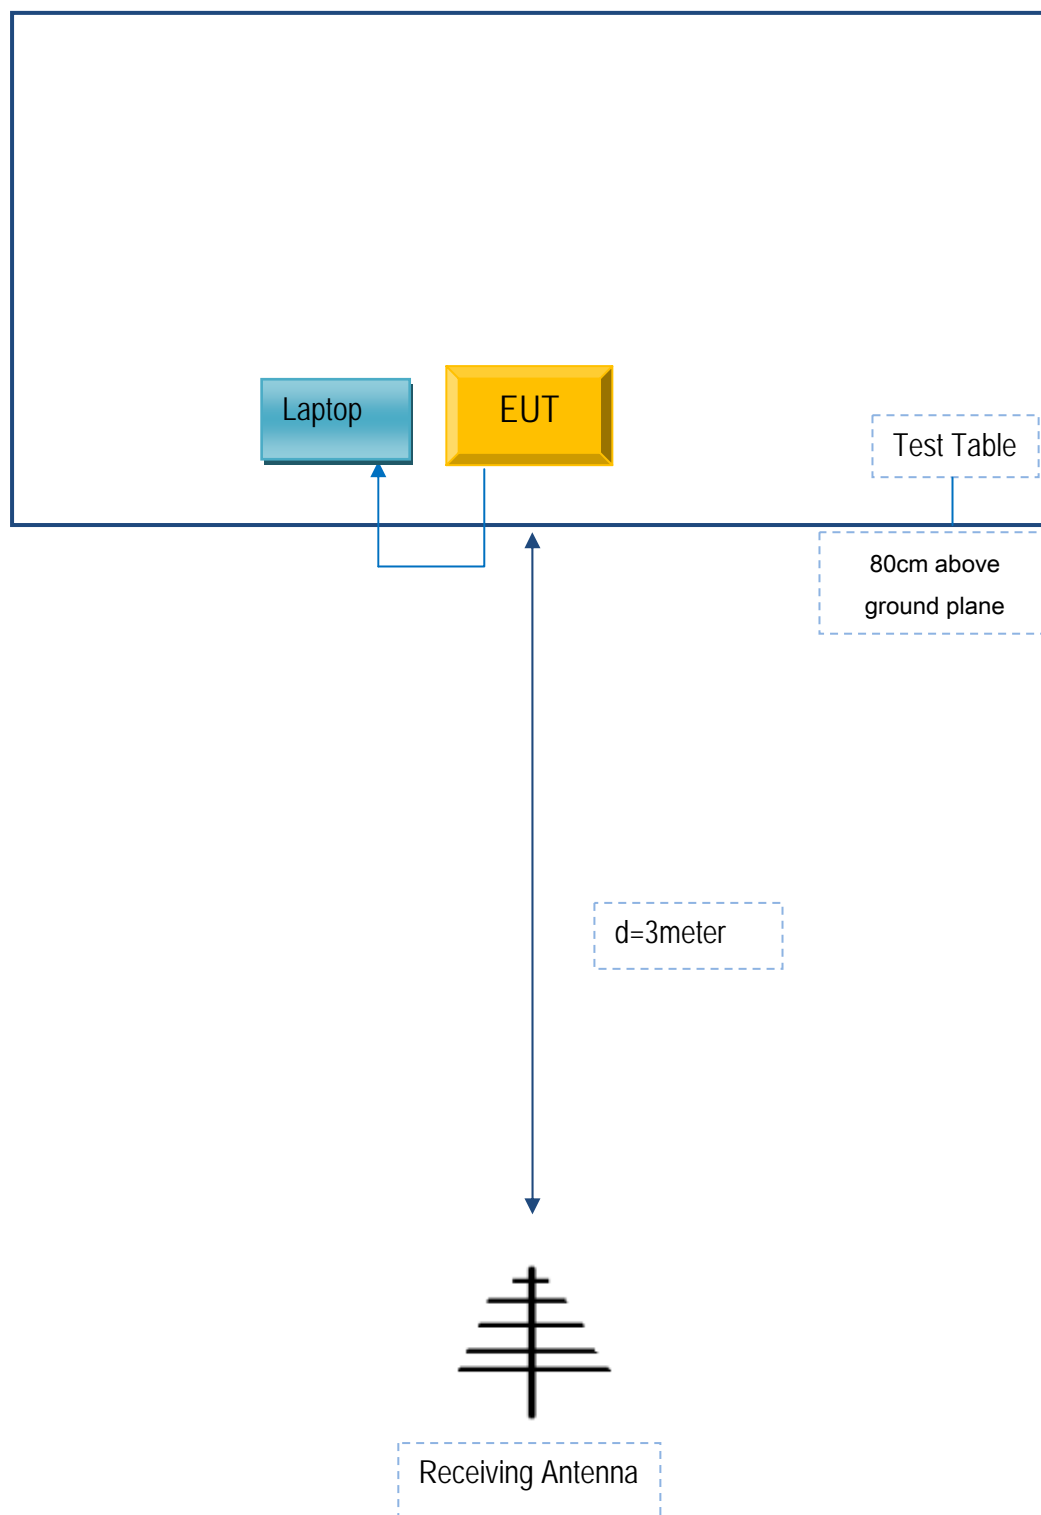 Laptop
EUT
Test Table
80cm above
ground plane
d=3meter
Receiving Antenna